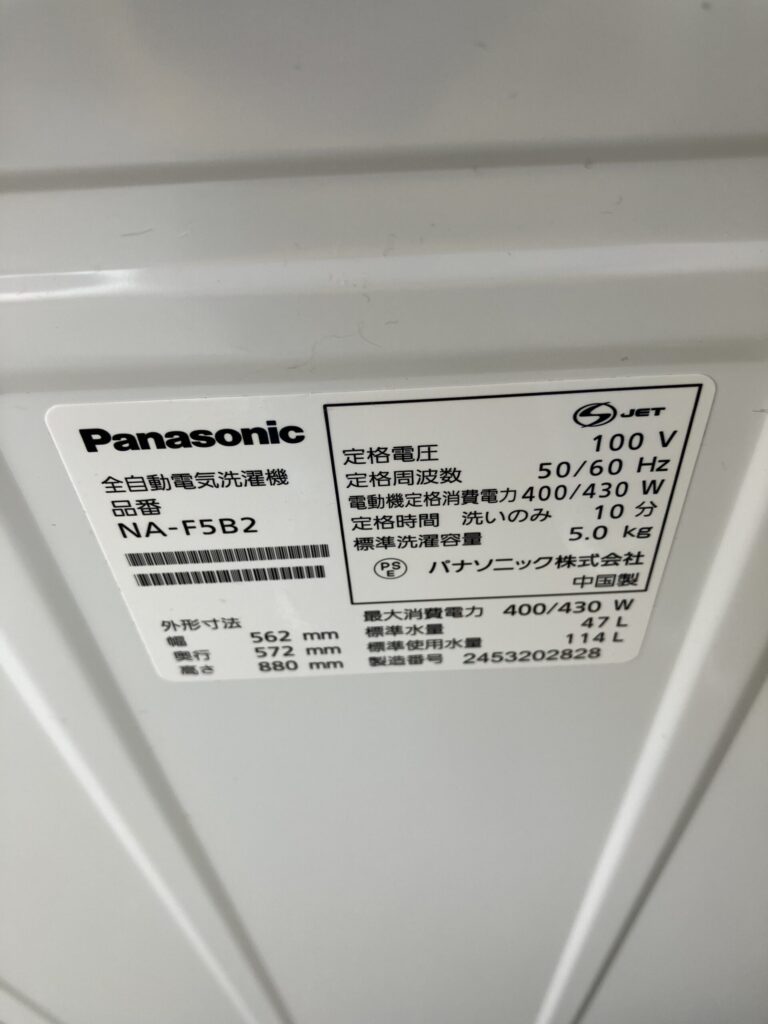 Panasonic
全自動電気洗濯機
品番
NA-F5B2
外形寸法
幅 562 mm
奥行 572 mm
高さ 880 mm
JET
定格電圧 100 V
定格周波数 50/60 Hz
電動機定格消費電力 400/430 W
定格時間 洗いのみ 10 分
標準洗濯容量 5.0 kg
PSE パナソニック株式会社
中国製
最大消費電力 400/430 W
標準水量 47 L
標準使用水量 114 L
製造番号 2453202828